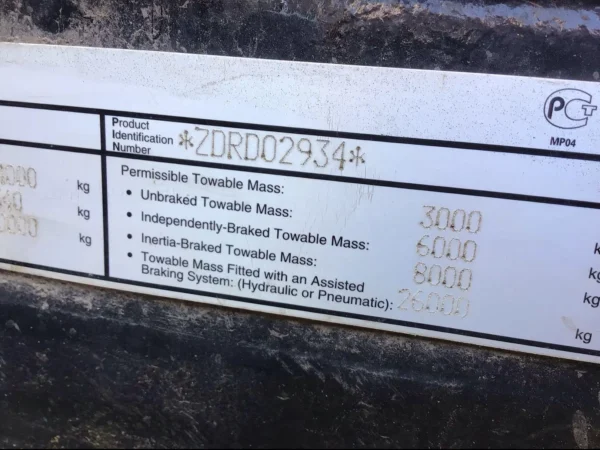 PCT
MP04
Product
Identification
Number
*ZDRD02934*
kg
kg
kg
Permissible Towable Mass:
• Unbraked Towable Mass: 3000
• Independently-Braked Towable Mass: 6000
• Inertia-Braked Towable Mass: 8000 kg
• Towable Mass Fitted with an Assisted
Braking System: (Hydraulic or Pneumatic): 26000 kg